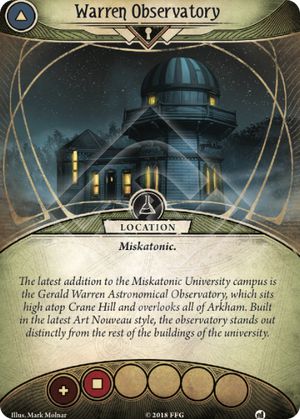 Warren Observatory
LOCATION
Miskatonic.
The latest addition to the Miskatonic University campus is
the Gerald Warren Astronomical Observatory, which sits
high atop Crane Hill and overlooks all of Arkham. Built
in the latest Art Nouveau style, the observatory stands out
distinctly from the rest of the buildings of the university.
Illus. Mark Molnar
© 2018 FFG